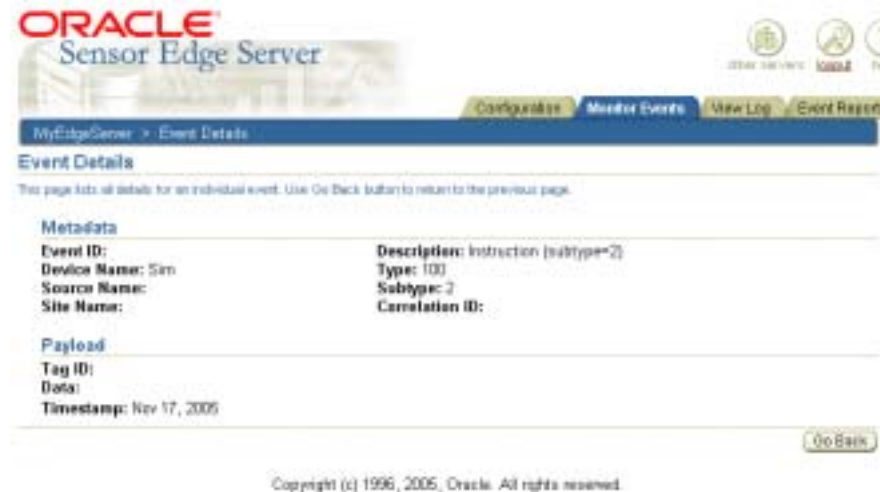 ORACLE
Sensor Edge Server
other servers
logout
Configuration
Monitor Events
View Log
Event Report
MyEdgeServer > Event Details
Event Details
This page lists all details for an individual event. Use Go Back button to return to the previous page.
Metadata
Event ID:
Description: Instruction (subtype=2)
Device Name: Sim
Type: 100
Source Name:
Subtype: 2
Site Name:
Correlation ID:
Payload
Tag ID:
Data:
Timestamp: Nov 17, 2005
Go Back
Copyright (c) 1996, 2005, Oracle. All rights reserved.